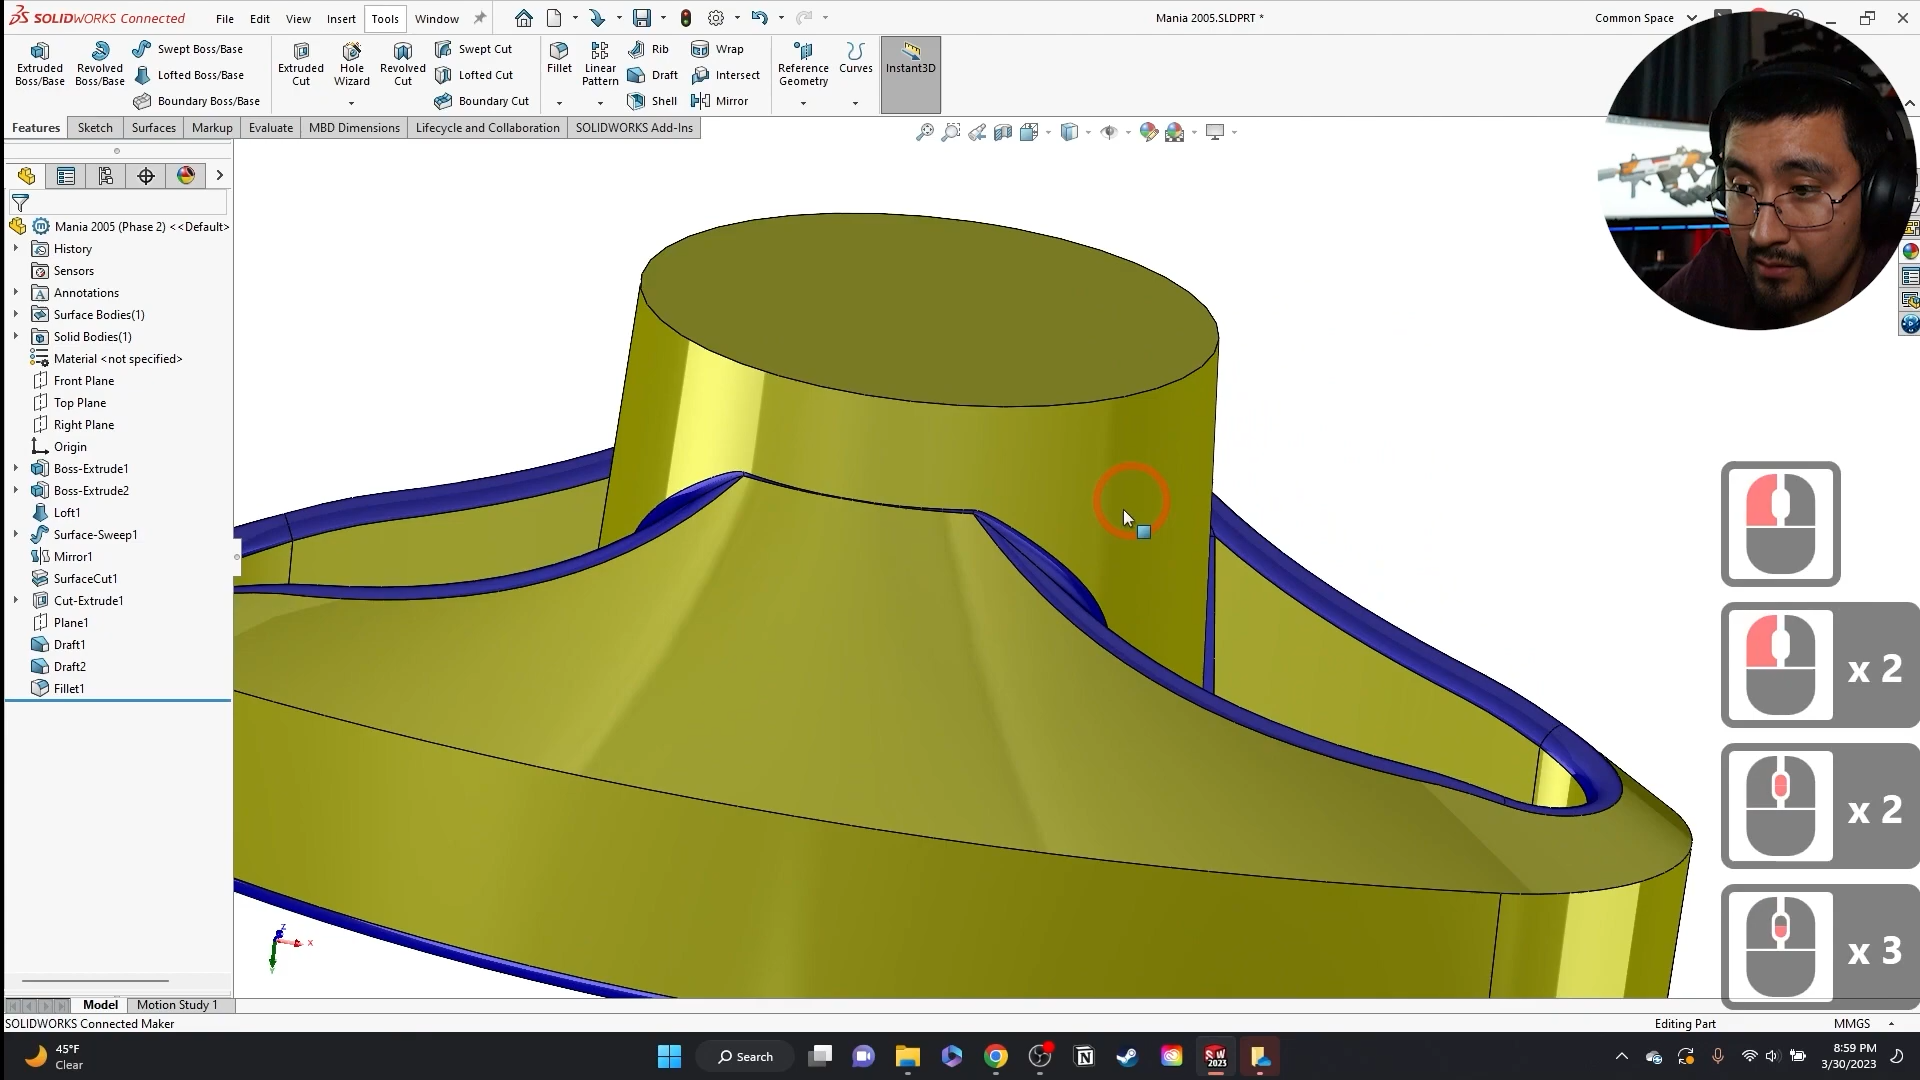 SOLIDWORKS Connected
File Edit View Insert Tools Window
Mania 2005.SLDPRT *
Common Space
Extruded Boss/Base
Revolved Boss/Base
Swept Boss/Base
Lofted Boss/Base
Boundary Boss/Base
Extruded Cut
Hole Wizard
Revolved Cut
Swept Cut
Lofted Cut
Boundary Cut
Fillet
Linear Pattern
Rib
Draft
Shell
Wrap
Intersect
Mirror
Reference Geometry
Curves
Instant3D
Features Sketch Surfaces Markup Evaluate MBD Dimensions Lifecycle and Collaboration SOLIDWORKS Add-Ins
Mania 2005 (Phase 2) <<Default>
History
Sensors
Annotations
Surface Bodies(1)
Solid Bodies(1)
Material <not specified>
Front Plane
Top Plane
Right Plane
Origin
Boss-Extrude1
Boss-Extrude2
Loft1
Surface-Sweep1
Mirror1
SurfaceCut1
Cut-Extrude1
Plane1
Draft1
Draft2
Fillet1
x 2
x 2
x 3
Z
X
Y
Model Motion Study 1
SOLIDWORKS Connected Maker
Editing Part
MMGS
45°F
Clear
Search
SW
2023
8:59 PM
3/30/2023